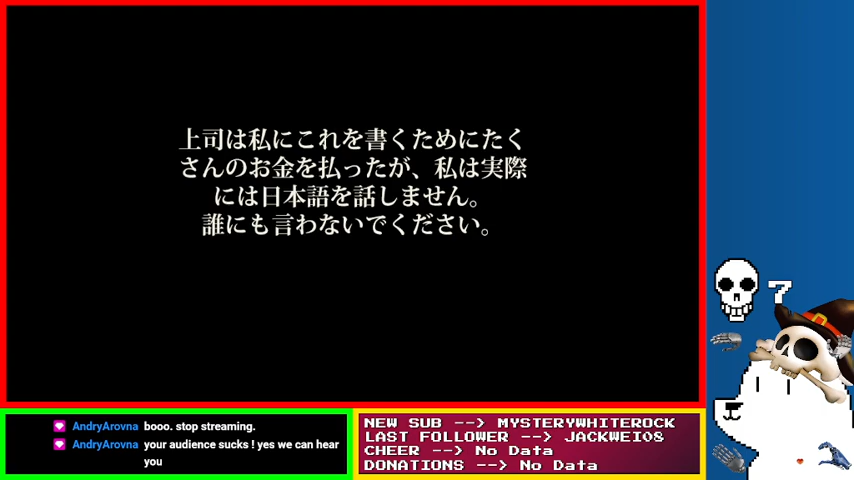 上司は私にこれを書くためにたく
さんのお金を払ったが、私は実際
には日本語を話しません。
誰にも言わないでください。
7
AndryArovna booo. stop streaming.
AndryArovna your audience sucks ! yes we can hear
you
NEW SUB --> MYSTERYWHITEROCK
LAST FOLLOWER --> JACKWEI08
CHEER --> No Data
DONATIONS --> No Data